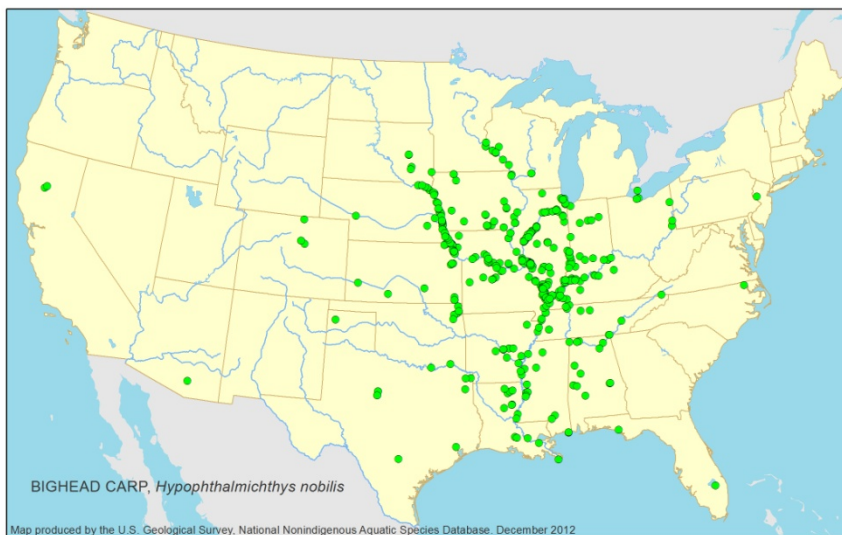 BIGHEAD CARP, Hypophthalmichthys nobilis
Map produced by the U.S. Geological Survey, National Nonindigenous Aquatic Species Database, December 2012